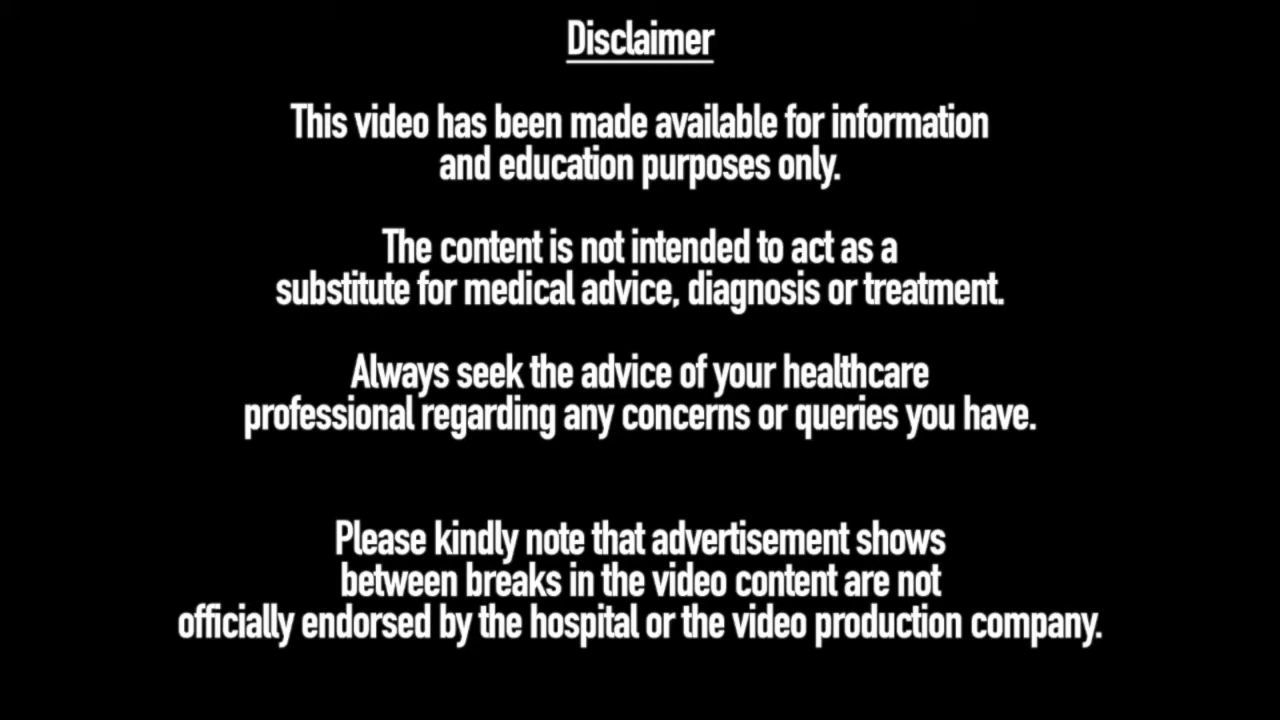 Disclaimer
This video has been made available for information
and education purposes only.
The content is not intended to act as a
substitute for medical advice, diagnosis or treatment.
Always seek the advice of your healthcare
professional regarding any concerns or queries you have.
Please kindly note that advertisement shows
between breaks in the video content are not
officially endorsed by the hospital or the video production company.